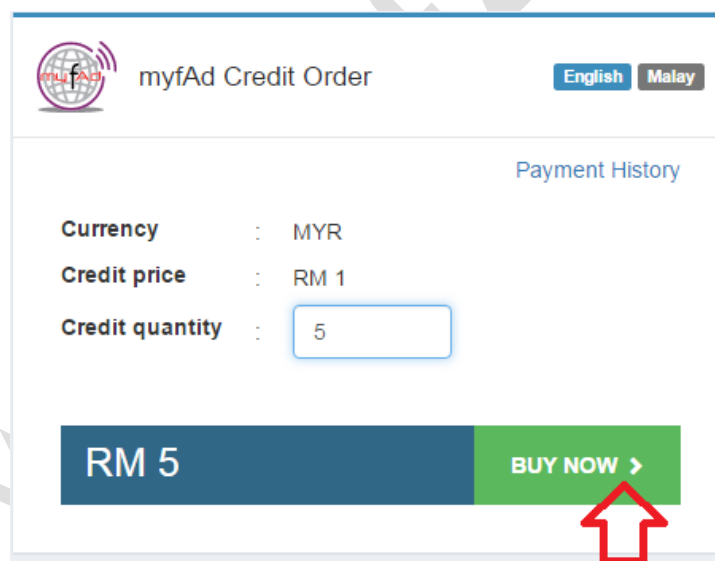 myfAd
myfAd Credit Order
English Malay
Payment History
Currency : MYR
Credit price : RM 1
Credit quantity : 5
RM 5
BUY NOW